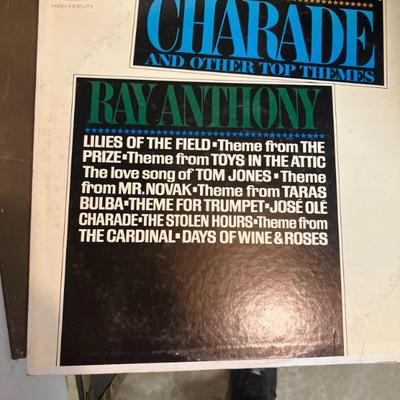 HIGH FIDELITY
CHARADE
AND OTHER TOP THEMES
RAY ANTHONY
LILIES OF THE FIELD▪Theme from THE
PRIZE▪Theme from TOYS IN THE ATTIC
The love song of TOM JONES▪Theme
from MR. NOVAK▪Theme from TARAS
BULBA▪THEME FOR TRUMPET▪JOSÉ OLÉ
CHARADE▪THE STOLEN HOURS▪Theme from
THE CARDINAL▪DAYS OF WINE & ROSES